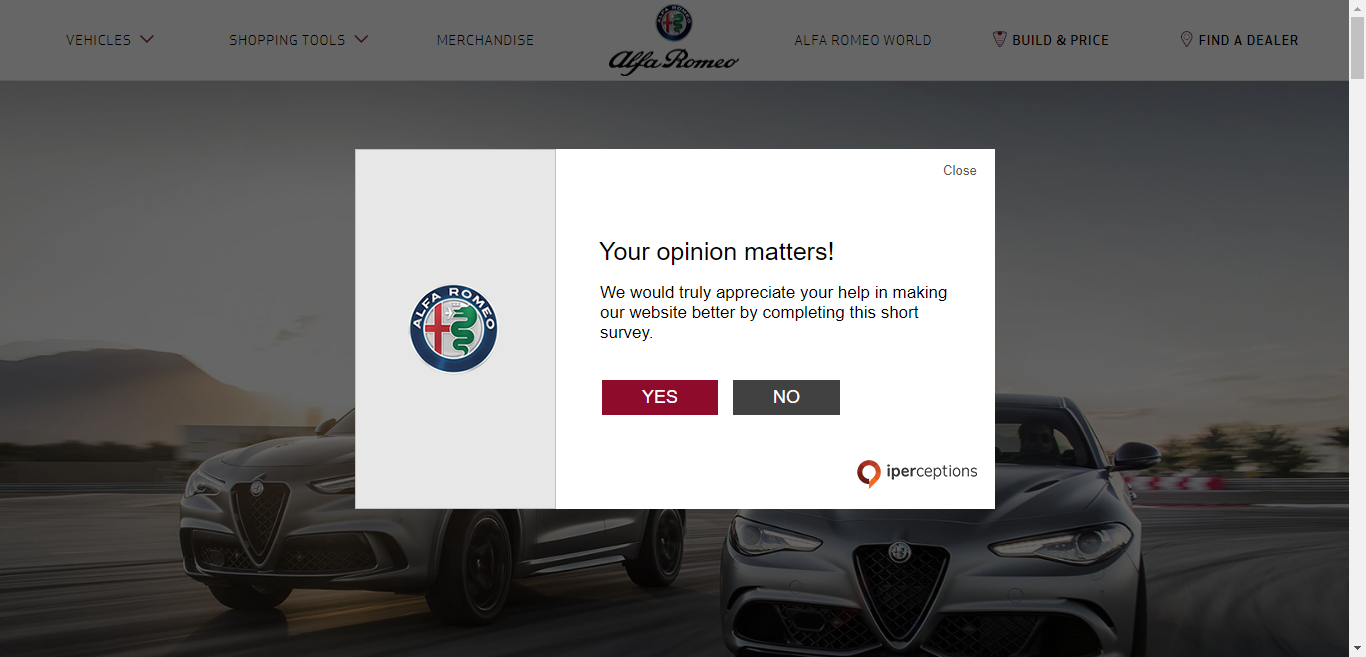 VEHICLES
SHOPPING TOOLS
MERCHANDISE
ALFA ROMEO
Alfa Romeo
ALFA ROMEO WORLD
BUILD & PRICE
FIND A DEALER
Close
Your opinion matters!
We would truly appreciate your help in making
our website better by completing this short
survey.
ALFA ROMEO
YES
NO
iperceptions